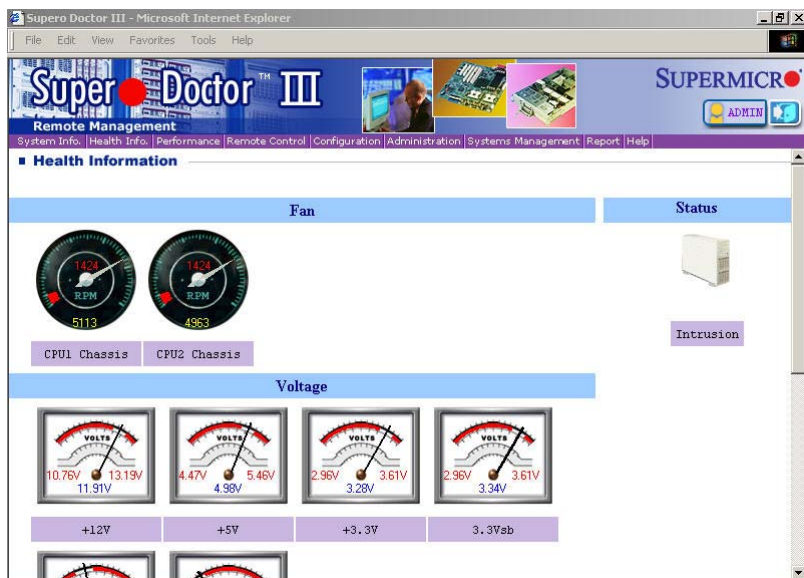 Supero Doctor III - Microsoft Internet Explorer
File Edit View Favorites Tools Help
Super Doctor™ III
SUPERMICRO
Remote Management
ADMIN
System Info. Health Info. Performance Remote Control Configuration Administration Systems Management Report Help
Health Information
Fan
Status
1424
RPM
5113
1424
RPM
4963
CPU1 Chassis
CPU2 Chassis
Intrusion
Voltage
VOLTS
10.76V 13.19V
11.91V
VOLTS
4.47V 5.46V
4.98V
VOLTS
2.96V 3.61V
3.28V
VOLTS
2.96V 3.61V
3.34V
+12V
+5V
+3.3V
3.3Vsb